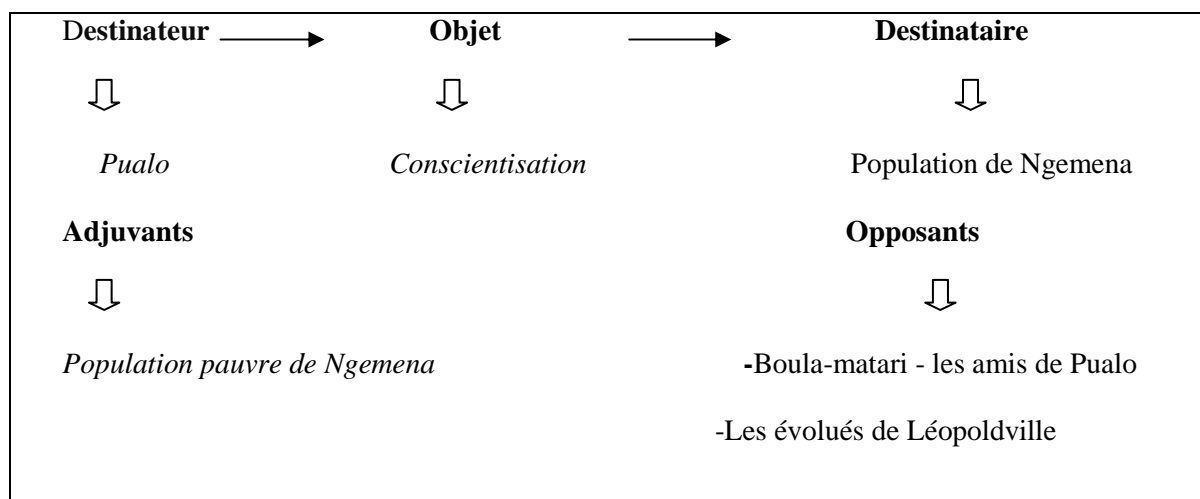 Destinateur Objet Destinataire
Pualo Conscientisation Population de Ngemena
Adjuvants Opposants
Population pauvre de Ngemena -Boula-matari - les amis de Pualo
-Les évolués de Léopoldville